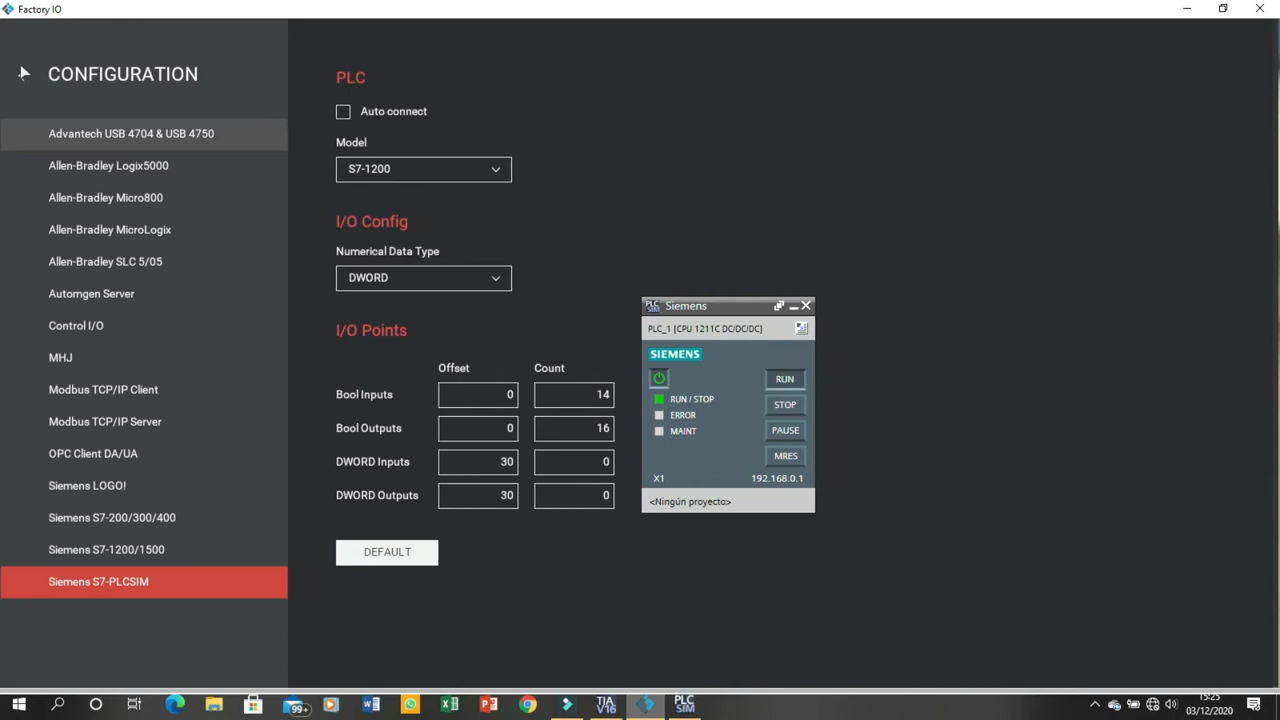 Factory IO
CONFIGURATION
Advantech USB 4704 & USB 4750
Allen-Bradley Logix5000
Allen-Bradley Micro800
Allen-Bradley MicroLogix
Allen-Bradley SLC 5/05
Automgen Server
Control I/O
MHJ
Modbus TCP/IP Client
Modbus TCP/IP Server
OPC Client DA/UA
Siemens LOGO!
Siemens S7-200/300/400
Siemens S7-1200/1500
Siemens S7-PLCSIM
PLC
Auto connect
Model
S7-1200
I/O Config
Numerical Data Type
DWORD
I/O Points
Offset Count
Bool Inputs 0 14
Bool Outputs 0 16
DWORD Inputs 30 0
DWORD Outputs 30 0
DEFAULT
PLC SIM Siemens
PLC_1 [CPU 1211C DC/DC/DC]
SIEMENS
RUN
RUN / STOP
STOP
ERROR
MAINT
PAUSE
MRES
X1 192.168.0.1
<Ningún proyecto>
99+
TIA V16
PLC SIM
15:25
03/12/2020